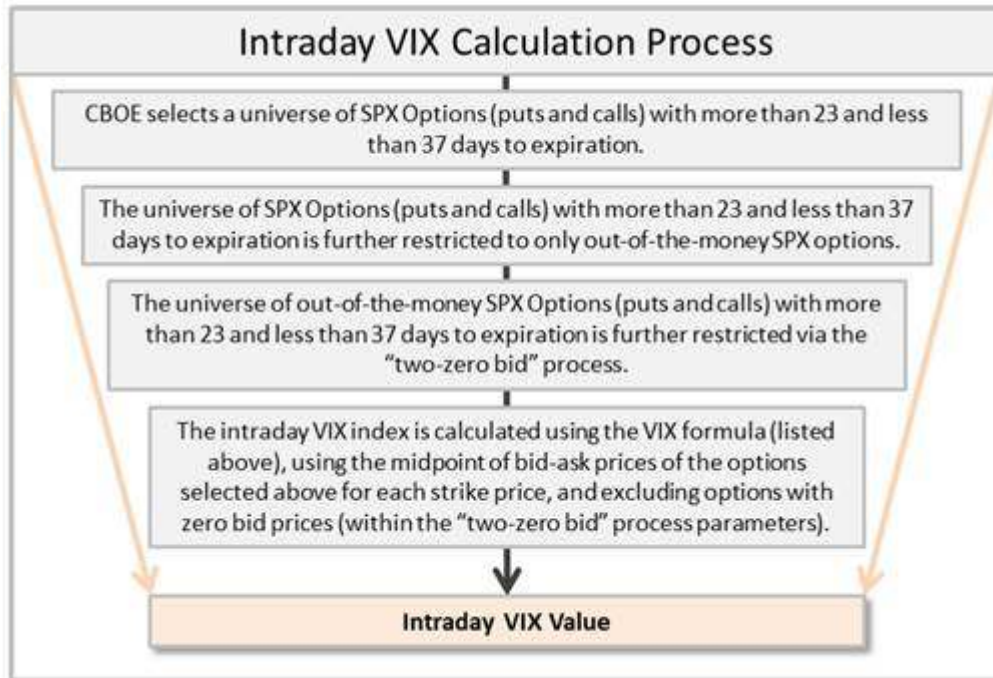 Intraday VIX Calculation Process
CBOE selects a universe of SPX Options (puts and calls) with more than 23 and less
than 37 days to expiration.
The universe of SPX Options (puts and calls) with more than 23 and less than 37
days to expiration is further restricted to only out-of-the-money SPX options.
The universe of out-of-the-money SPX Options (puts and calls) with more
than 23 and less than 37 days to expiration is further restricted via the
“two-zero bid” process.
The intraday VIX index is calculated using the VIX formula (listed
above), using the midpoint of bid-ask prices of the options
selected above for each strike price, and excluding options with
zero bid prices (within the “two-zero bid” process parameters).
Intraday VIX Value